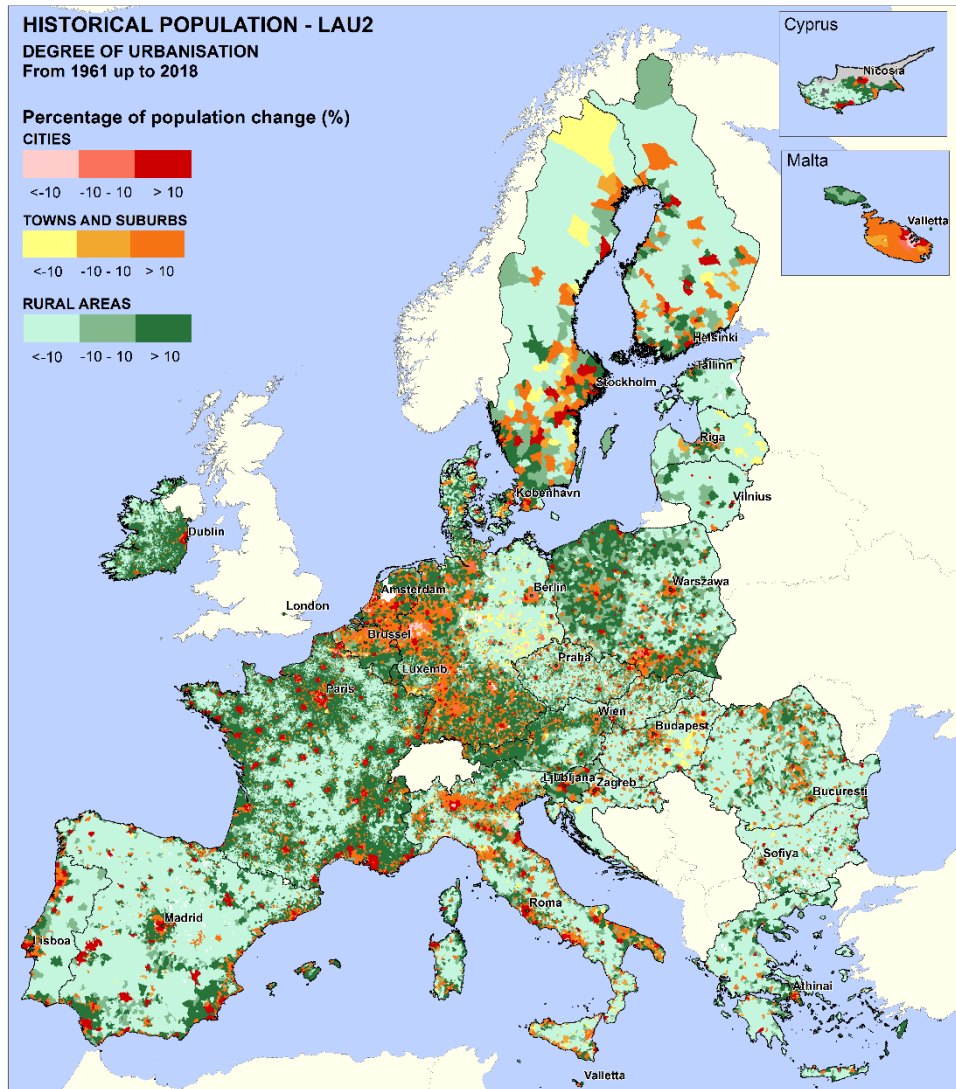 HISTORICAL POPULATION - LAU2
DEGREE OF URBANISATION
From 1961 up to 2018
Percentage of population change (%)
CITIES
<-10 -10 - 10 > 10
TOWNS AND SUBURBS
<-10 -10 - 10 > 10
RURAL AREAS
<-10 -10 - 10 > 10
Cyprus
Nicosia
Malta
Valletta
Helsinki
Tallinn
Stockholm
Riga
København
Vilnius
Dublin
Amsterdam
Berlin
Warszawa
London
Brussel
Praha
Luxemb
Paris
Wien
Budapest
Ljubljana
Zagreb
Bucuresti
Sofiya
Roma
Madrid
Lisboa
Athinai
Valletta